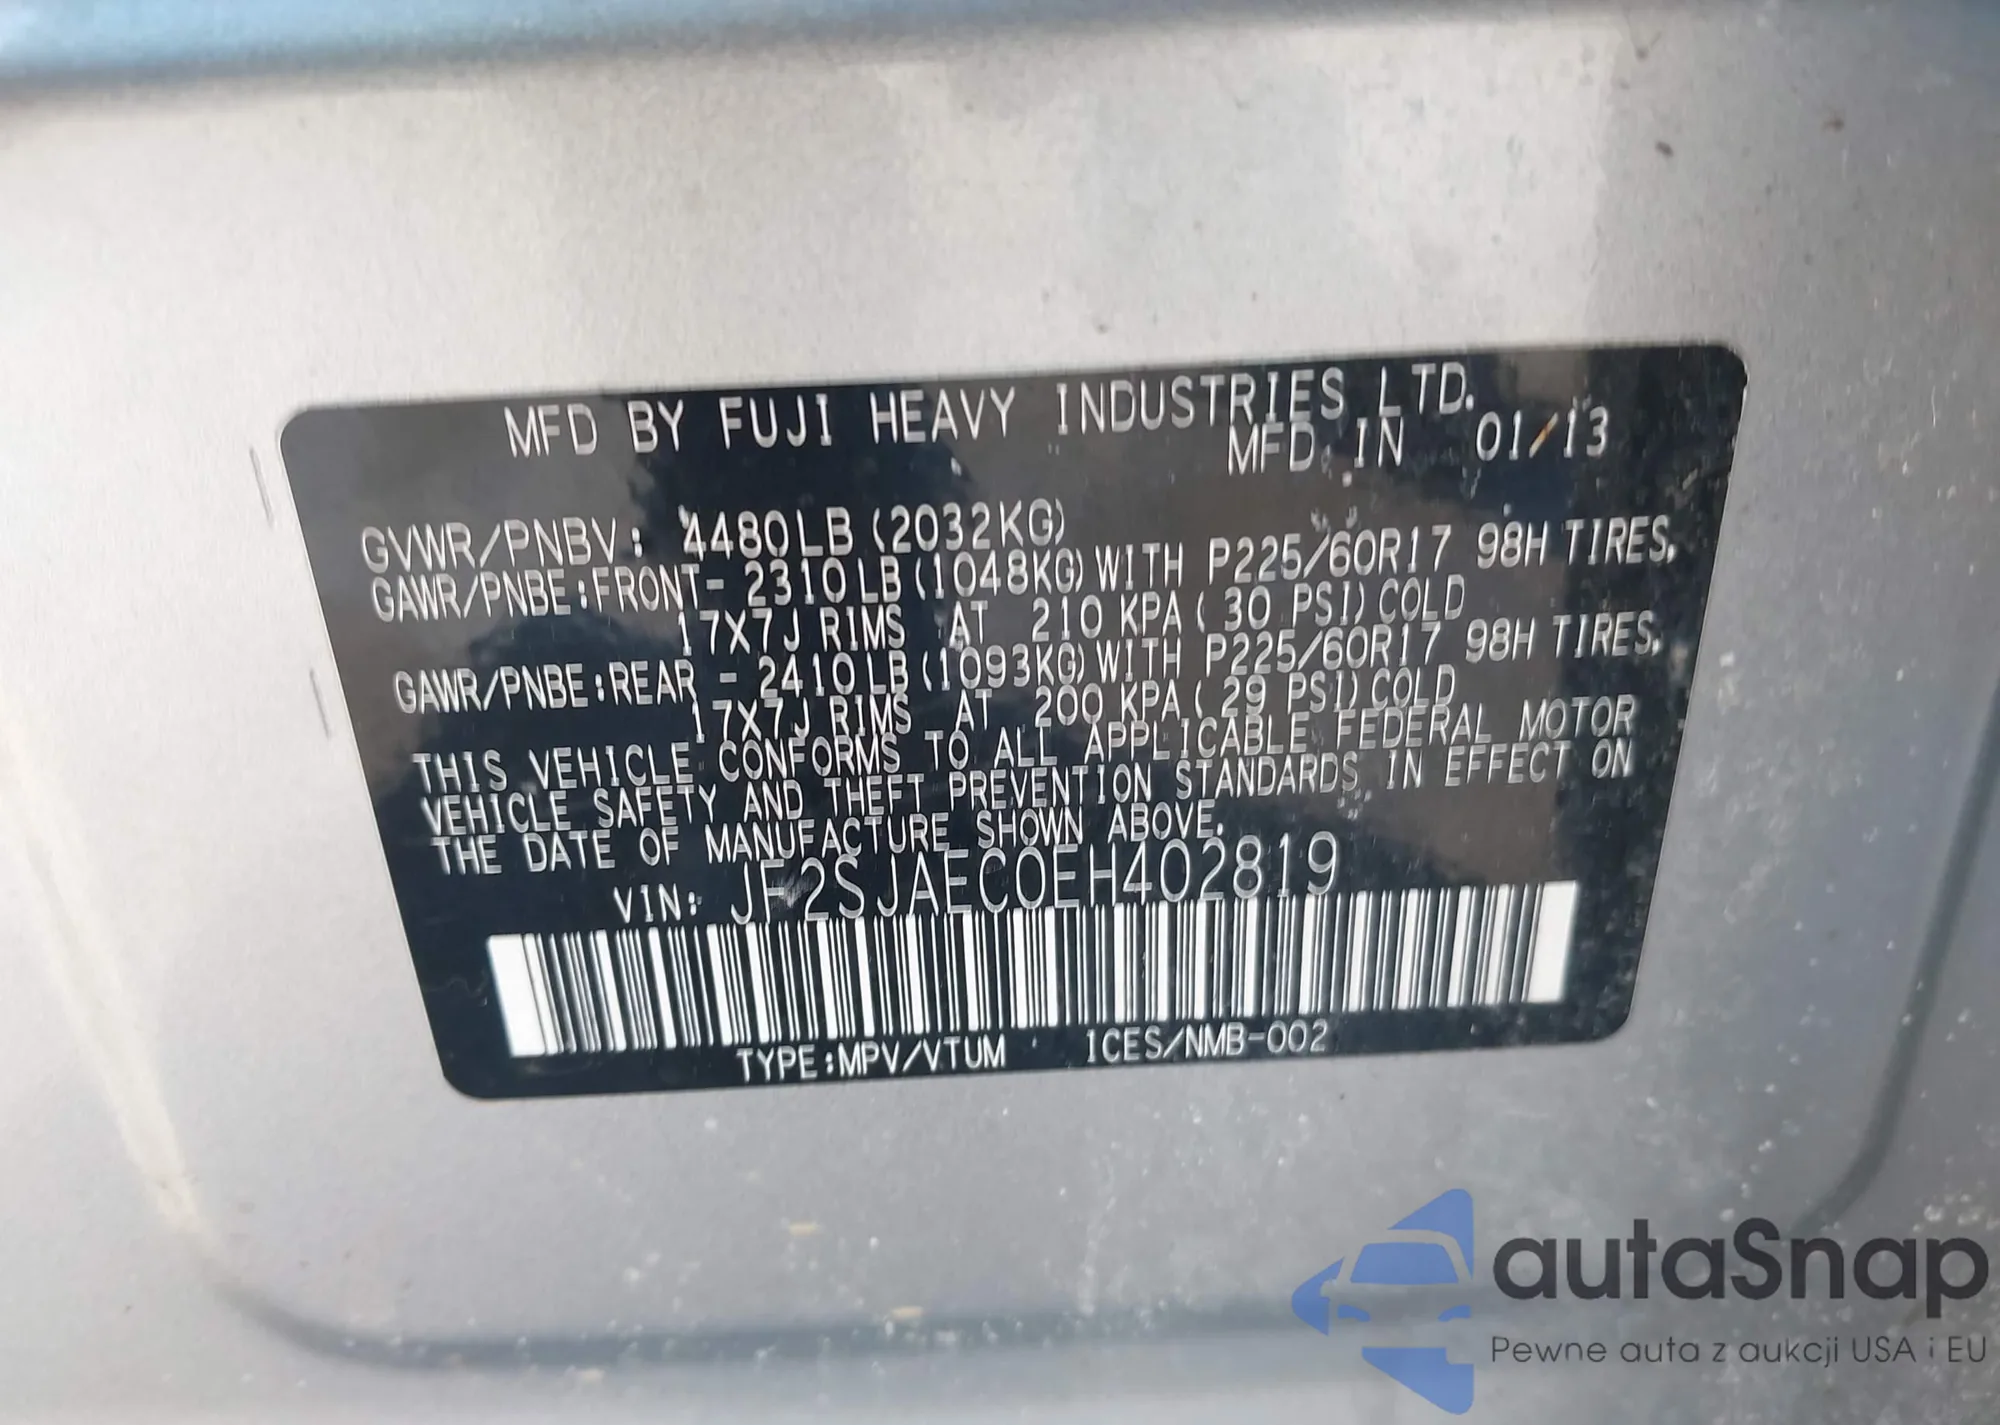 MFD BY FUJI HEAVY INDUSTRIES LTD.
MFD. IN 01/13
GVWR/PNBV: 4480LB (2032KG)
GAWR/PNBE:FRONT- 2310LB (1048KG)WITH P225/60R17 98H TIRES,
17X7J RIMS AT 210 KPA( 30 PSI)COLD
GAWR/PNBE:REAR - 2410LB (1093KG)WITH P225/60R17 98H TIRES,
17X7J RIMS AT 200 KPA( 29 PSI)COLD
THIS VEHICLE CONFORMS TO ALL APPLICABLE FEDERAL MOTOR
VEHICLE SAFETY AND THEFT PREVENTION STANDARDS IN EFFECT ON
THE DATE OF MANUFACTURE SHOWN ABOVE.
VIN: JF2SJAEC0EH402819
TYPE:MPV/VTUM 1CES/NMB-002
autaSnap
Pewne auta z aukcji USA i EU